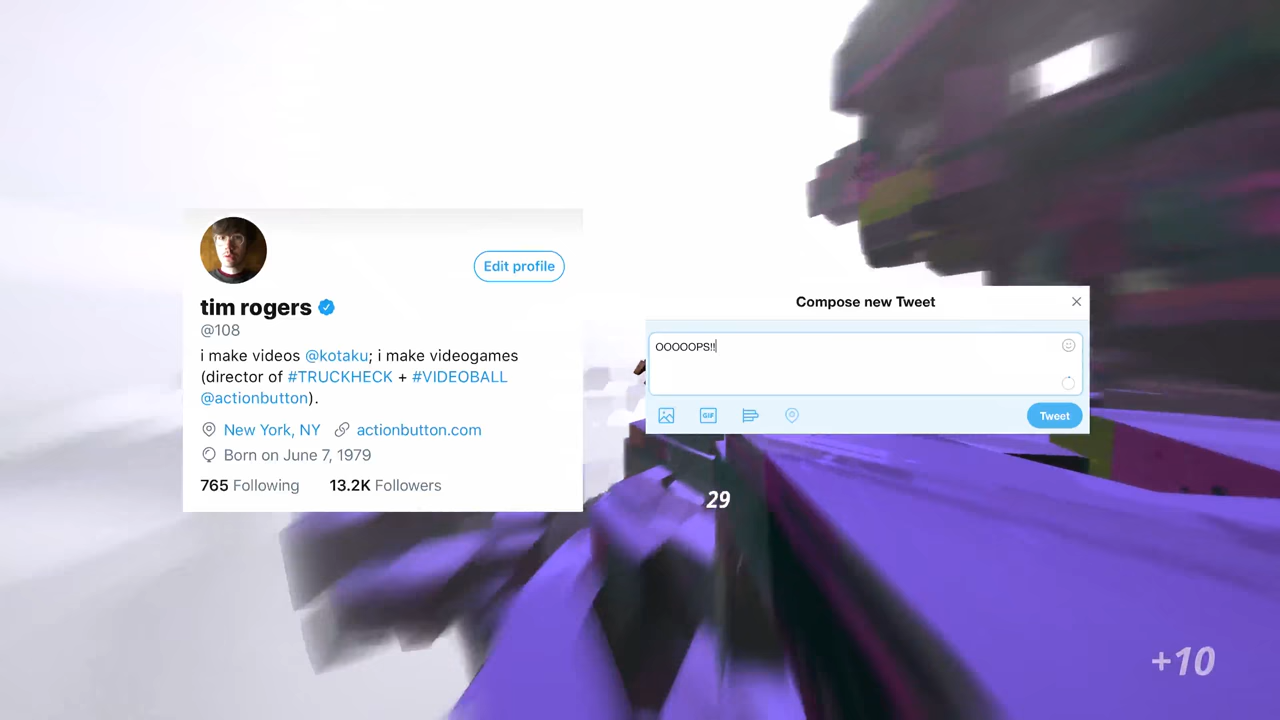 Edit profile
tim rogers
@108
i make videos @kotaku; i make videogames
(director of #TRUCKHECK + #VIDEOBALL
@actionbutton).
New York, NY actionbutton.com
Born on June 7, 1979
765 Following 13.2K Followers
Compose new Tweet
OOOOOPS!!
GIF
Tweet
29
+10